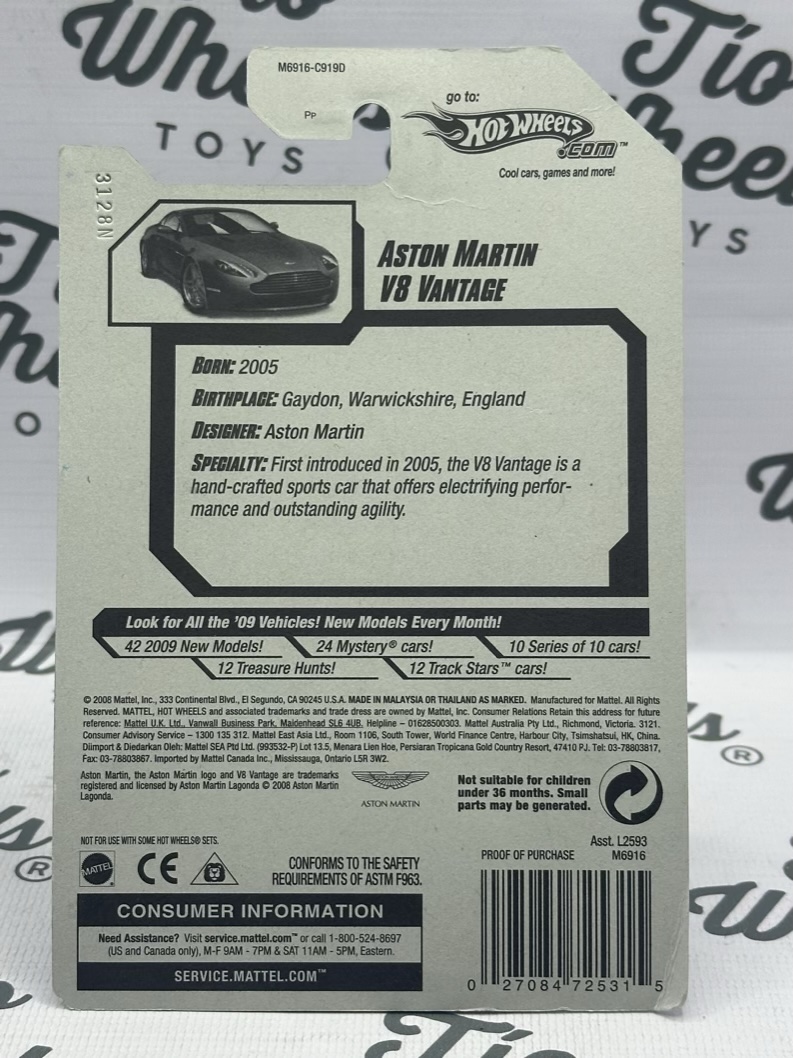 M6916-C919D
Pp
go to:
HOT WHEELS
.COM™
Cool cars, games and more!
3128N
ASTON MARTIN
V8 VANTAGE
BORN: 2005
BIRTHPLACE: Gaydon, Warwickshire, England
DESIGNER: Aston Martin
SPECIALTY: First introduced in 2005, the V8 Vantage is a
hand-crafted sports car that offers electrifying perfor-
mance and outstanding agility.
Look for All the '09 Vehicles! New Models Every Month!
42 2009 New Models! 24 Mystery® cars! 10 Series of 10 cars!
12 Treasure Hunts! 12 Track Stars™ cars!
© 2008 Mattel, Inc., 333 Continental Blvd., El Segundo, CA 90245 U.S.A. MADE IN MALAYSIA OR THAILAND AS MARKED. Manufactured for Mattel. All Rights
Reserved. MATTEL, HOT WHEELS and associated trademarks and trade dress are owned by Mattel, Inc. Consumer Relations Retain this address for future
reference: Mattel U.K. Ltd., Vanwall Business Park, Maidenhead SL6 4UB. Helpline – 01628500303. Mattel Australia Pty Ltd., Richmond, Victoria. 3121.
Consumer Advisory Service – 1300 135 312. Mattel East Asia Ltd., Room 1106, South Tower, World Finance Centre, Harbour City, Tsimshatsui, HK, China.
Diimport & Diedarkan Oleh: Mattel SEA Ptd Ltd. (993532-P) Lot 13.5, Menara Lien Hoe, Persiaran Tropicana Gold Country Resort, 47410 PJ. Tel: 03-78803817,
Fax: 03-78803867. Imported by Mattel Canada Inc., Mississauga, Ontario L5R 3W2.
Aston Martin, the Aston Martin logo and V8 Vantage are trademarks
registered and licensed by Aston Martin Lagonda © 2008 Aston Martin
Lagonda.
ASTON MARTIN
Not suitable for children
under 36 months. Small
parts may be generated.
NOT FOR USE WITH SOME HOT WHEELS® SETS.
MATTEL
CE
CONFORMS TO THE SAFETY
REQUIREMENTS OF ASTM F963.
Asst. L2593
PROOF OF PURCHASE M6916
CONSUMER INFORMATION
Need Assistance? Visit service.mattel.com™ or call 1-800-524-8697
(US and Canada only), M-F 9AM - 7PM & SAT 11AM - 5PM, Eastern.
SERVICE.MATTEL.COM™
0 27084 72531 5
Wheels
TOYS
Tio
Wheels